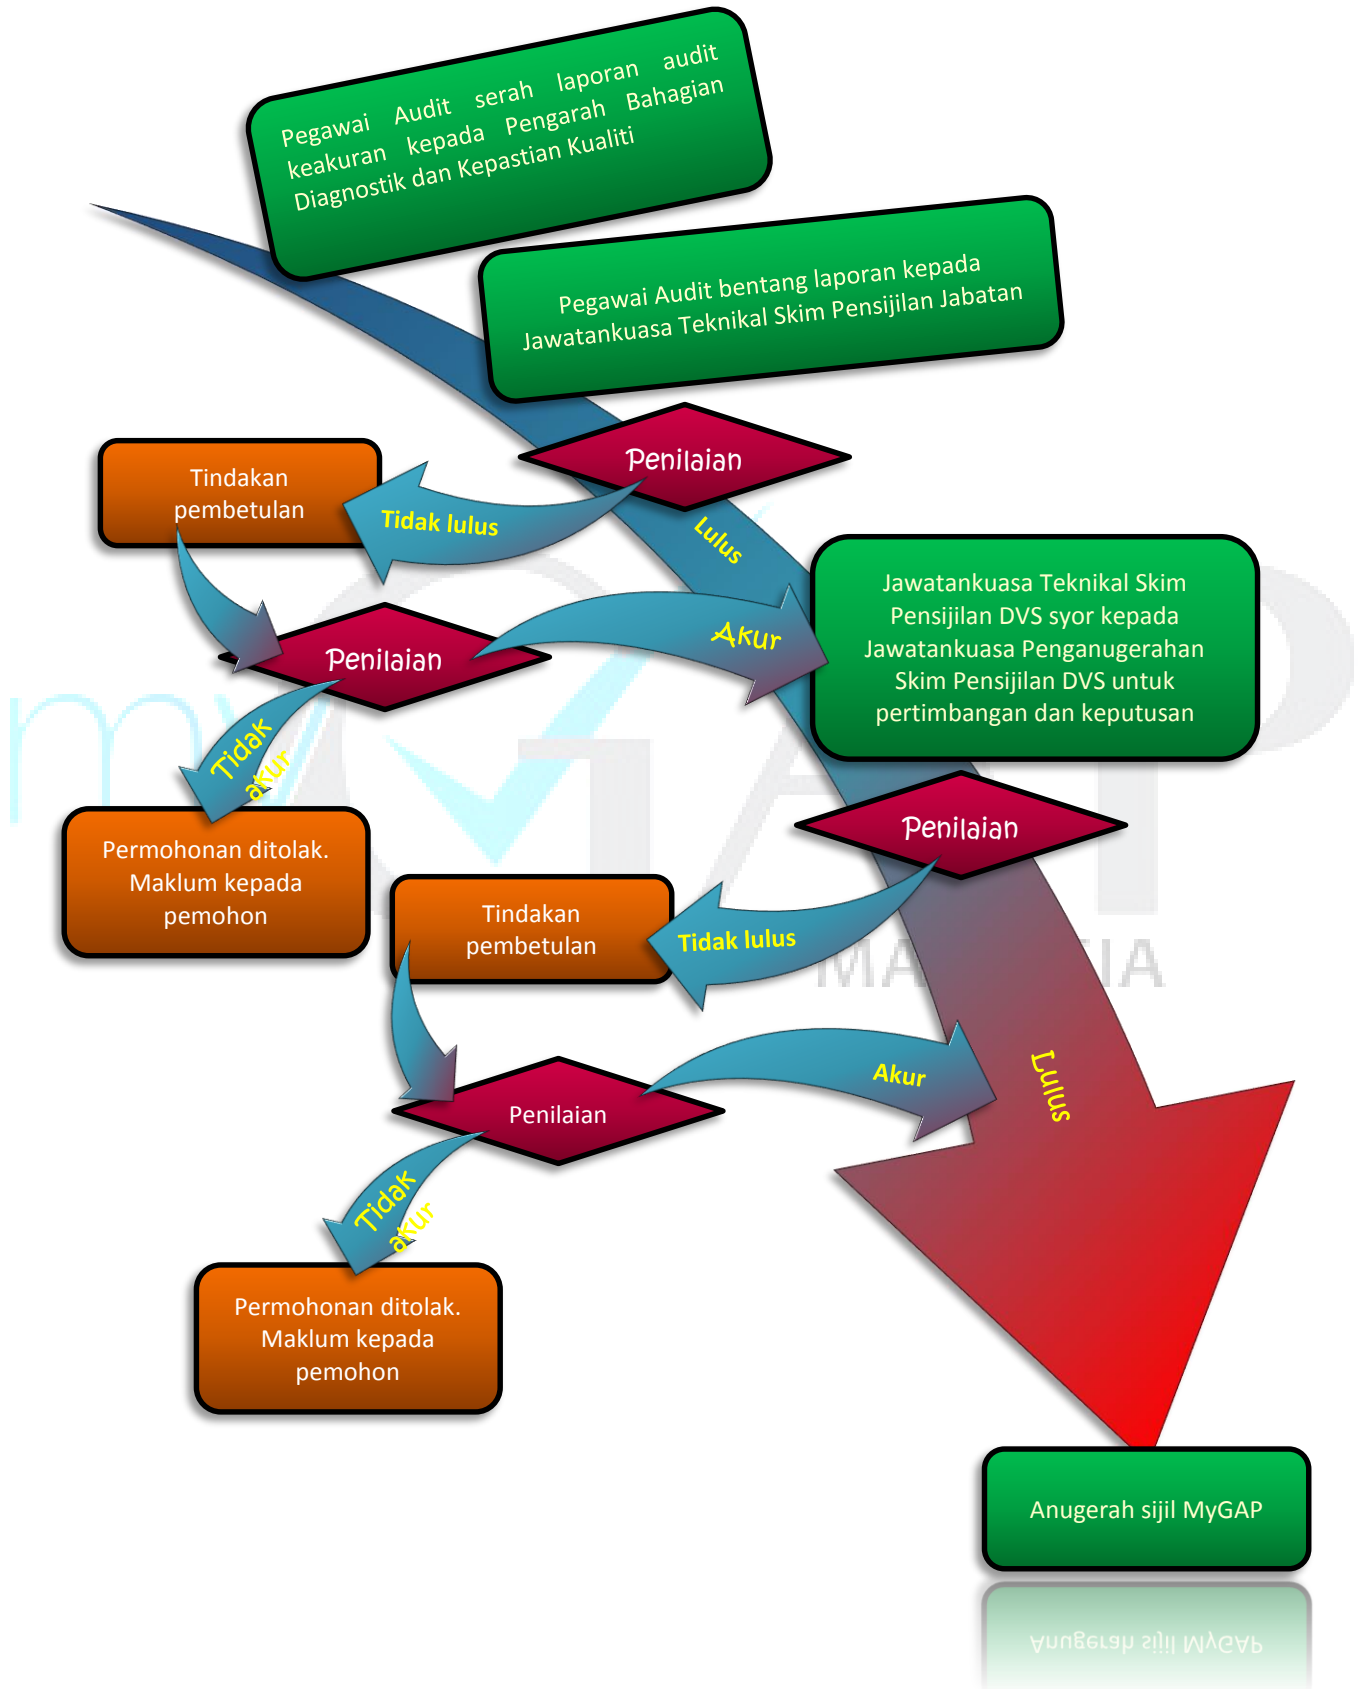 Pegawai Audit serah laporan audit
keakuran kepada Pengarah Bahagian
Diagnostik dan Kepastian Kualiti
Pegawai Audit bentang laporan kepada
Jawatankuasa Teknikal Skim Pensijilan Jabatan
Penilaian
Tindakan
pembetulan
Tidak lulus
Lulus
Jawatankuasa Teknikal Skim
Pensijilan DVS syor kepada
Jawatankuasa Penganugerahan
Skim Pensijilan DVS untuk
pertimbangan dan keputusan
Penilaian
Akur
Tidak
akur
Permohonan ditolak.
Maklum kepada
pemohon
Penilaian
Tindakan
pembetulan
Tidak lulus
Penilaian
Akur
Lulus
Tidak
akur
Permohonan ditolak.
Maklum kepada
pemohon
Anugerah sijil MyGAP